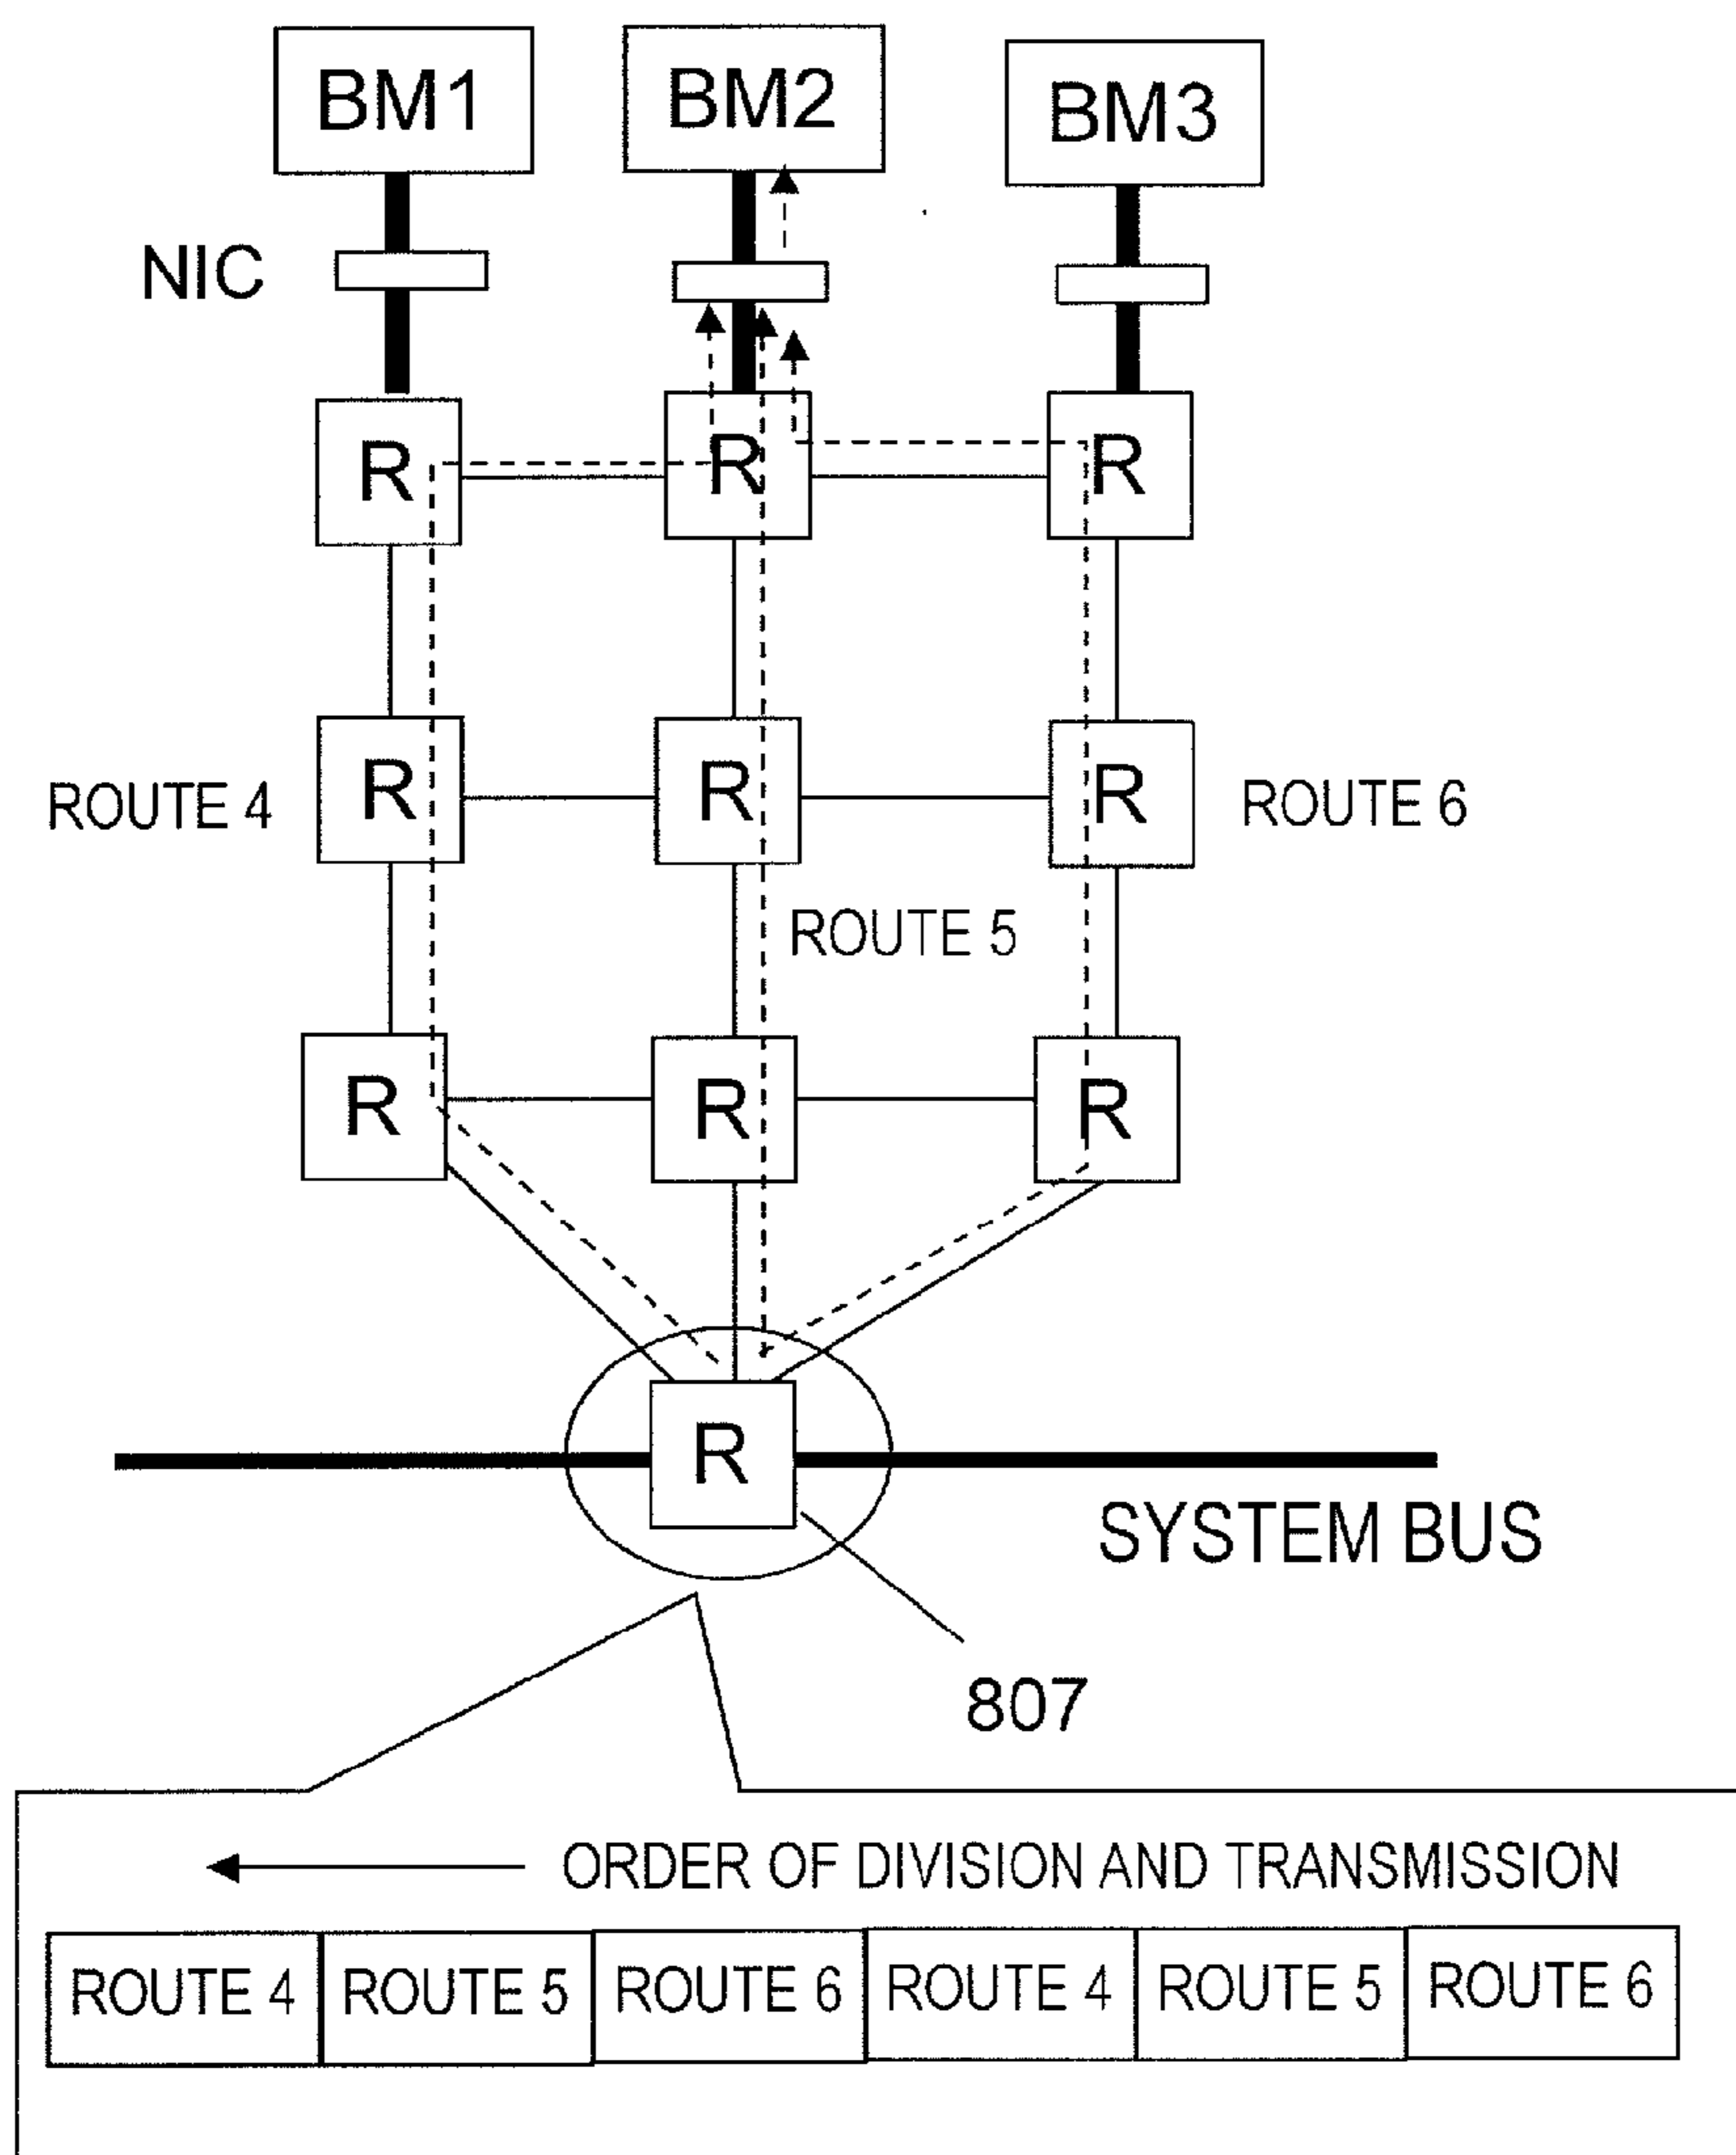 BM1 BM2 BM3
NIC
R R R
ROUTE 4 R R R ROUTE 6
ROUTE 5
R R R
R
SYSTEM BUS
807
ORDER OF DIVISION AND TRANSMISSION
ROUTE 4 ROUTE 5 ROUTE 6 ROUTE 4 ROUTE 5 ROUTE 6